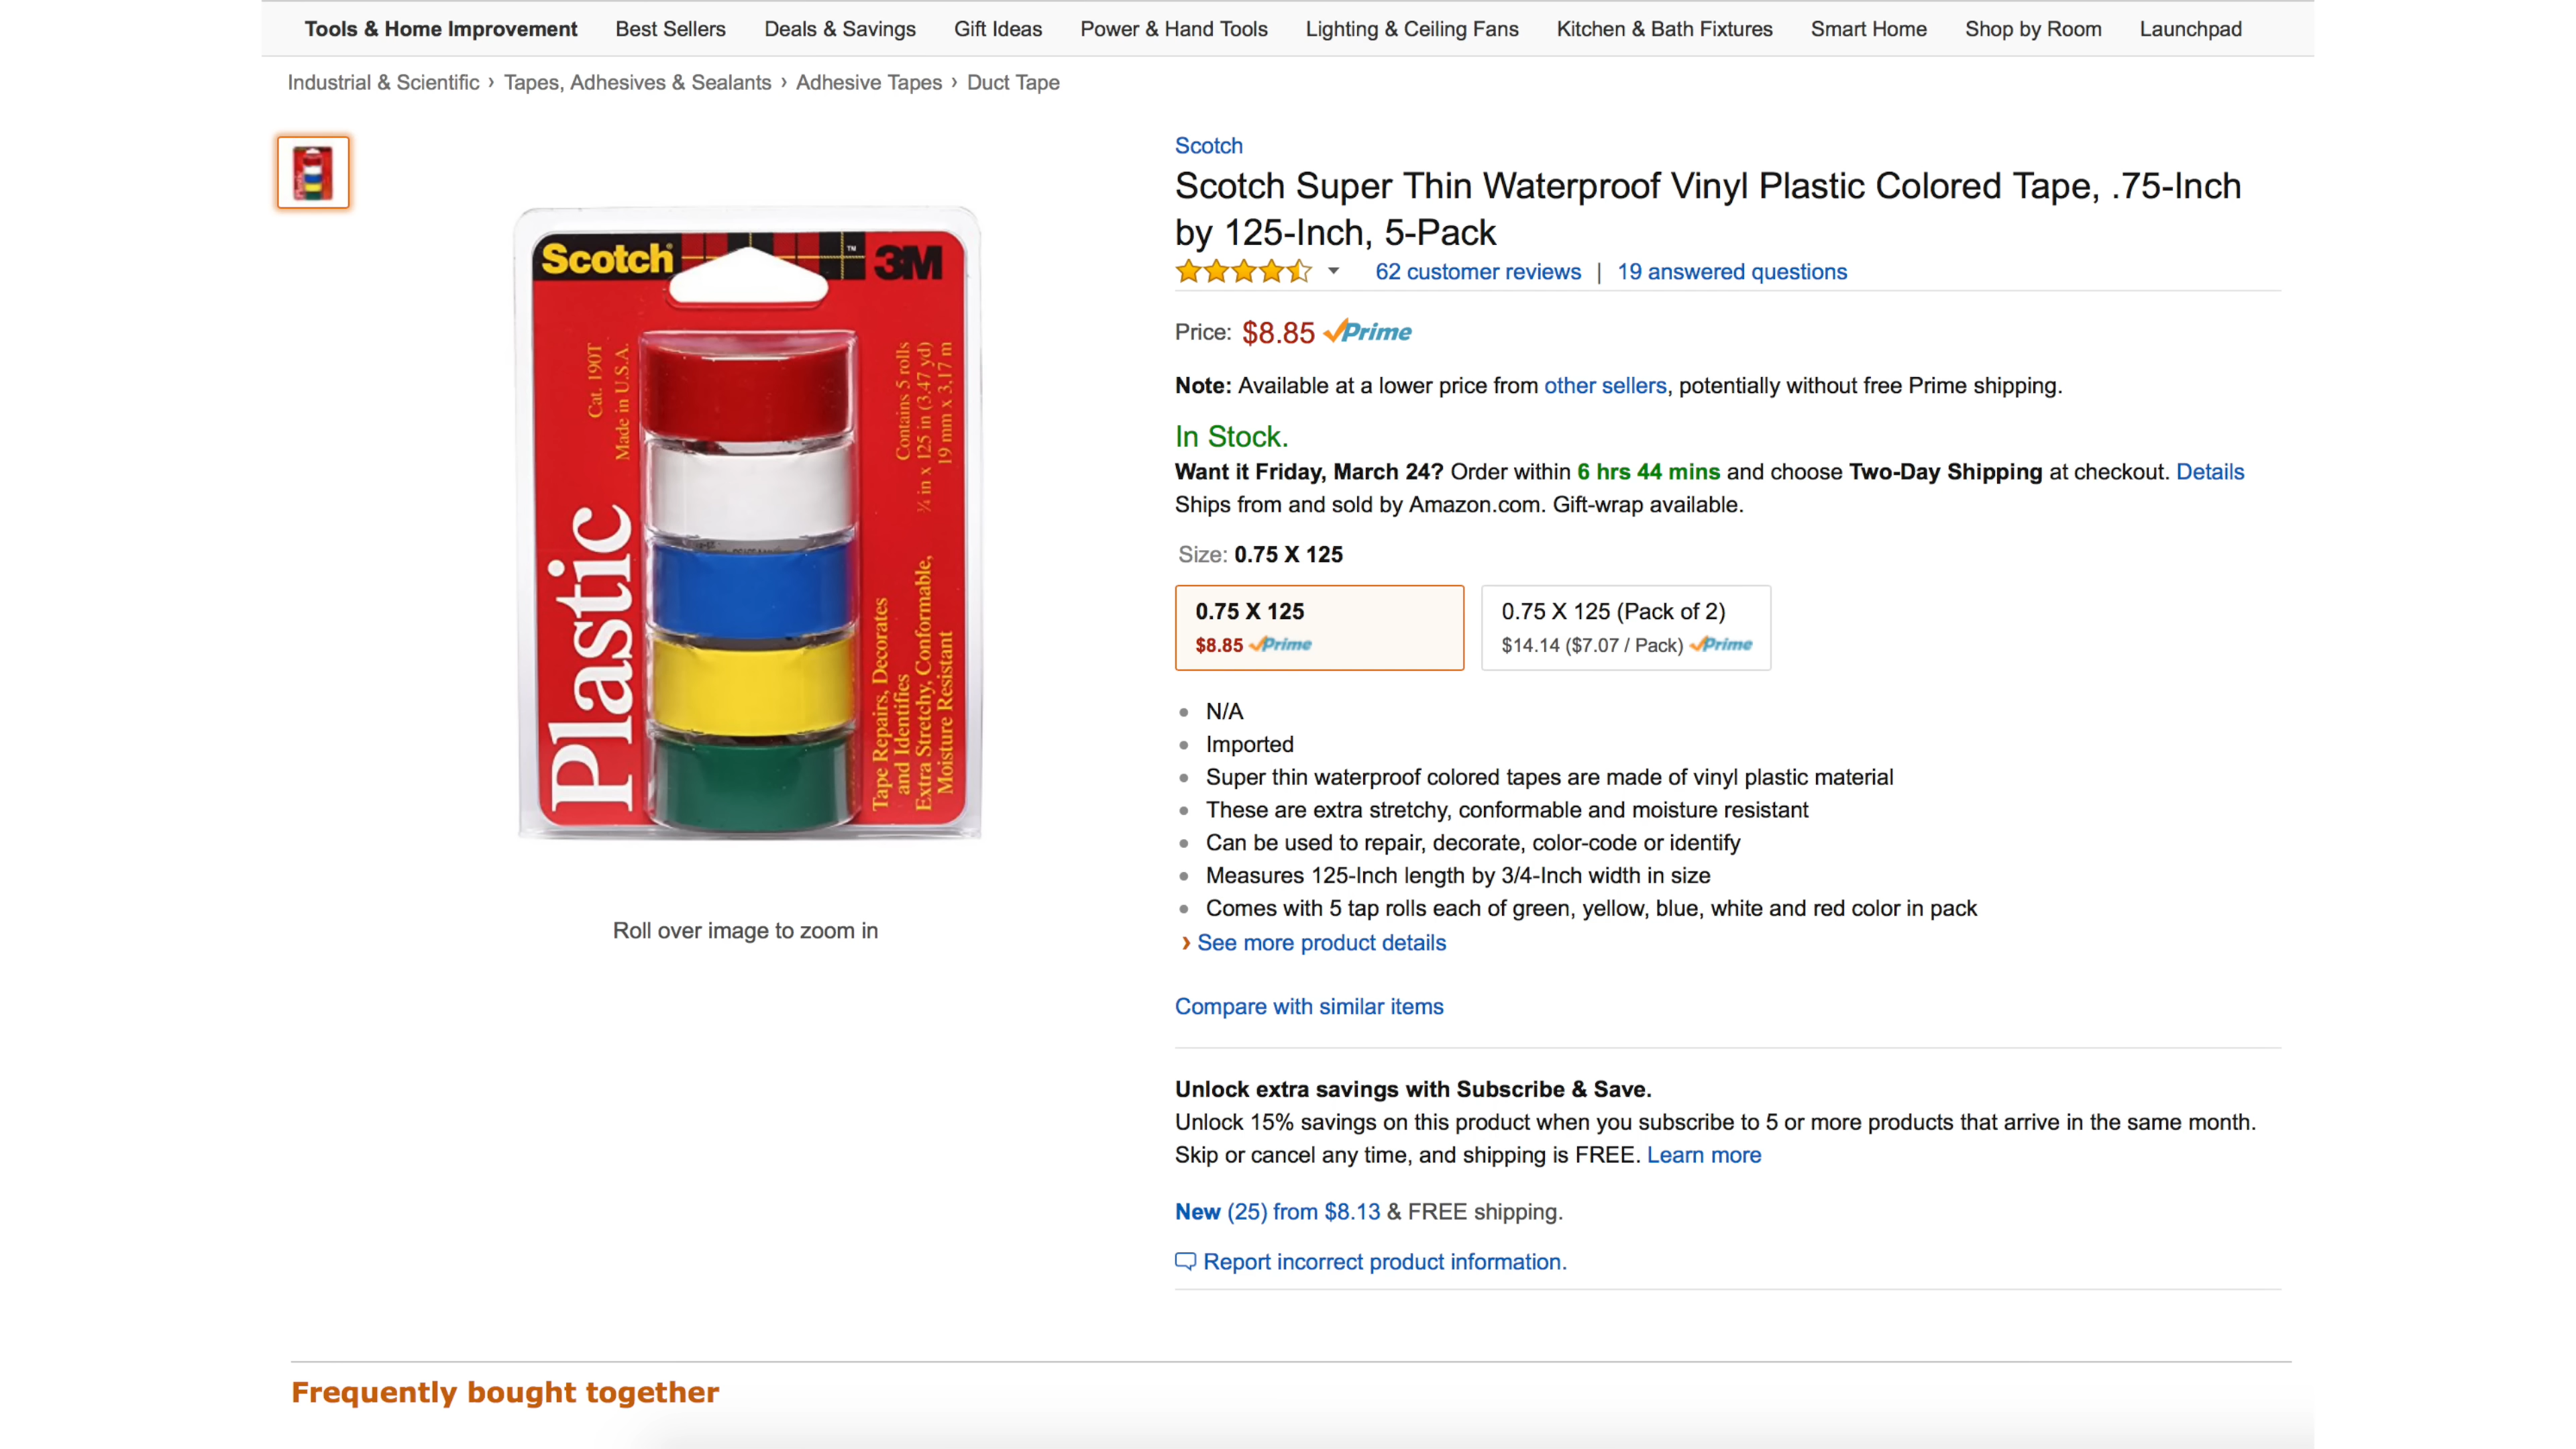 Tools & Home Improvement Best Sellers Deals & Savings Gift Ideas Power & Hand Tools Lighting & Ceiling Fans Kitchen & Bath Fixtures Smart Home Shop by Room Launchpad
Industrial & Scientific › Tapes, Adhesives & Sealants › Adhesive Tapes › Duct Tape
Scotch
Scotch Super Thin Waterproof Vinyl Plastic Colored Tape, .75-Inch
by 125-Inch, 5-Pack
62 customer reviews | 19 answered questions
Price: $8.85 Prime
Note: Available at a lower price from other sellers, potentially without free Prime shipping.
In Stock.
Want it Friday, March 24? Order within 6 hrs 44 mins and choose Two-Day Shipping at checkout. Details
Ships from and sold by Amazon.com. Gift-wrap available.
Size: 0.75 X 125
0.75 X 125
$8.85 Prime
0.75 X 125 (Pack of 2)
$14.14 ($7.07 / Pack) Prime
N/A
Imported
Super thin waterproof colored tapes are made of vinyl plastic material
These are extra stretchy, conformable and moisture resistant
Can be used to repair, decorate, color-code or identify
Measures 125-Inch length by 3/4-Inch width in size
Comes with 5 tap rolls each of green, yellow, blue, white and red color in pack
› See more product details
Compare with similar items
Unlock extra savings with Subscribe & Save.
Unlock 15% savings on this product when you subscribe to 5 or more products that arrive in the same month.
Skip or cancel any time, and shipping is FREE. Learn more
New (25) from $8.13 & FREE shipping.
Report incorrect product information.
Scotch ™ 3M
Cat. 190T
Made in U.S.A.
Plastic
Contains 5 rolls
¾ in x 125 in (3.47 yd)
19 mm x 3,17 m
Tape Repairs, Decorates
and Identifies
Extra Stretchy, Conformable,
Moisture Resistant
Roll over image to zoom in
Frequently bought together